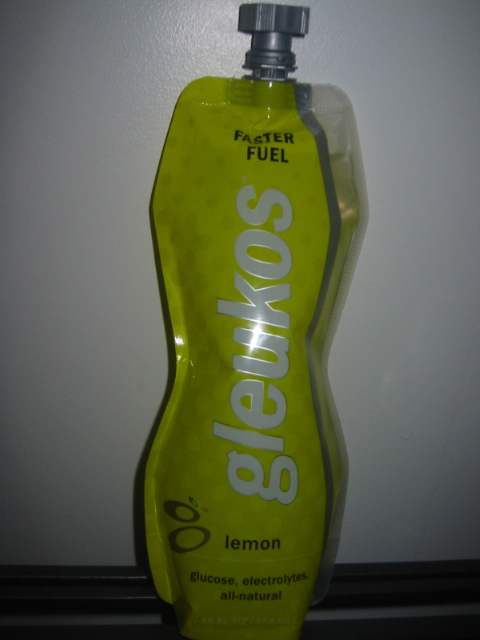 FASTER
FUEL
gleukos
lemon
glucose, electrolytes,
all-natural